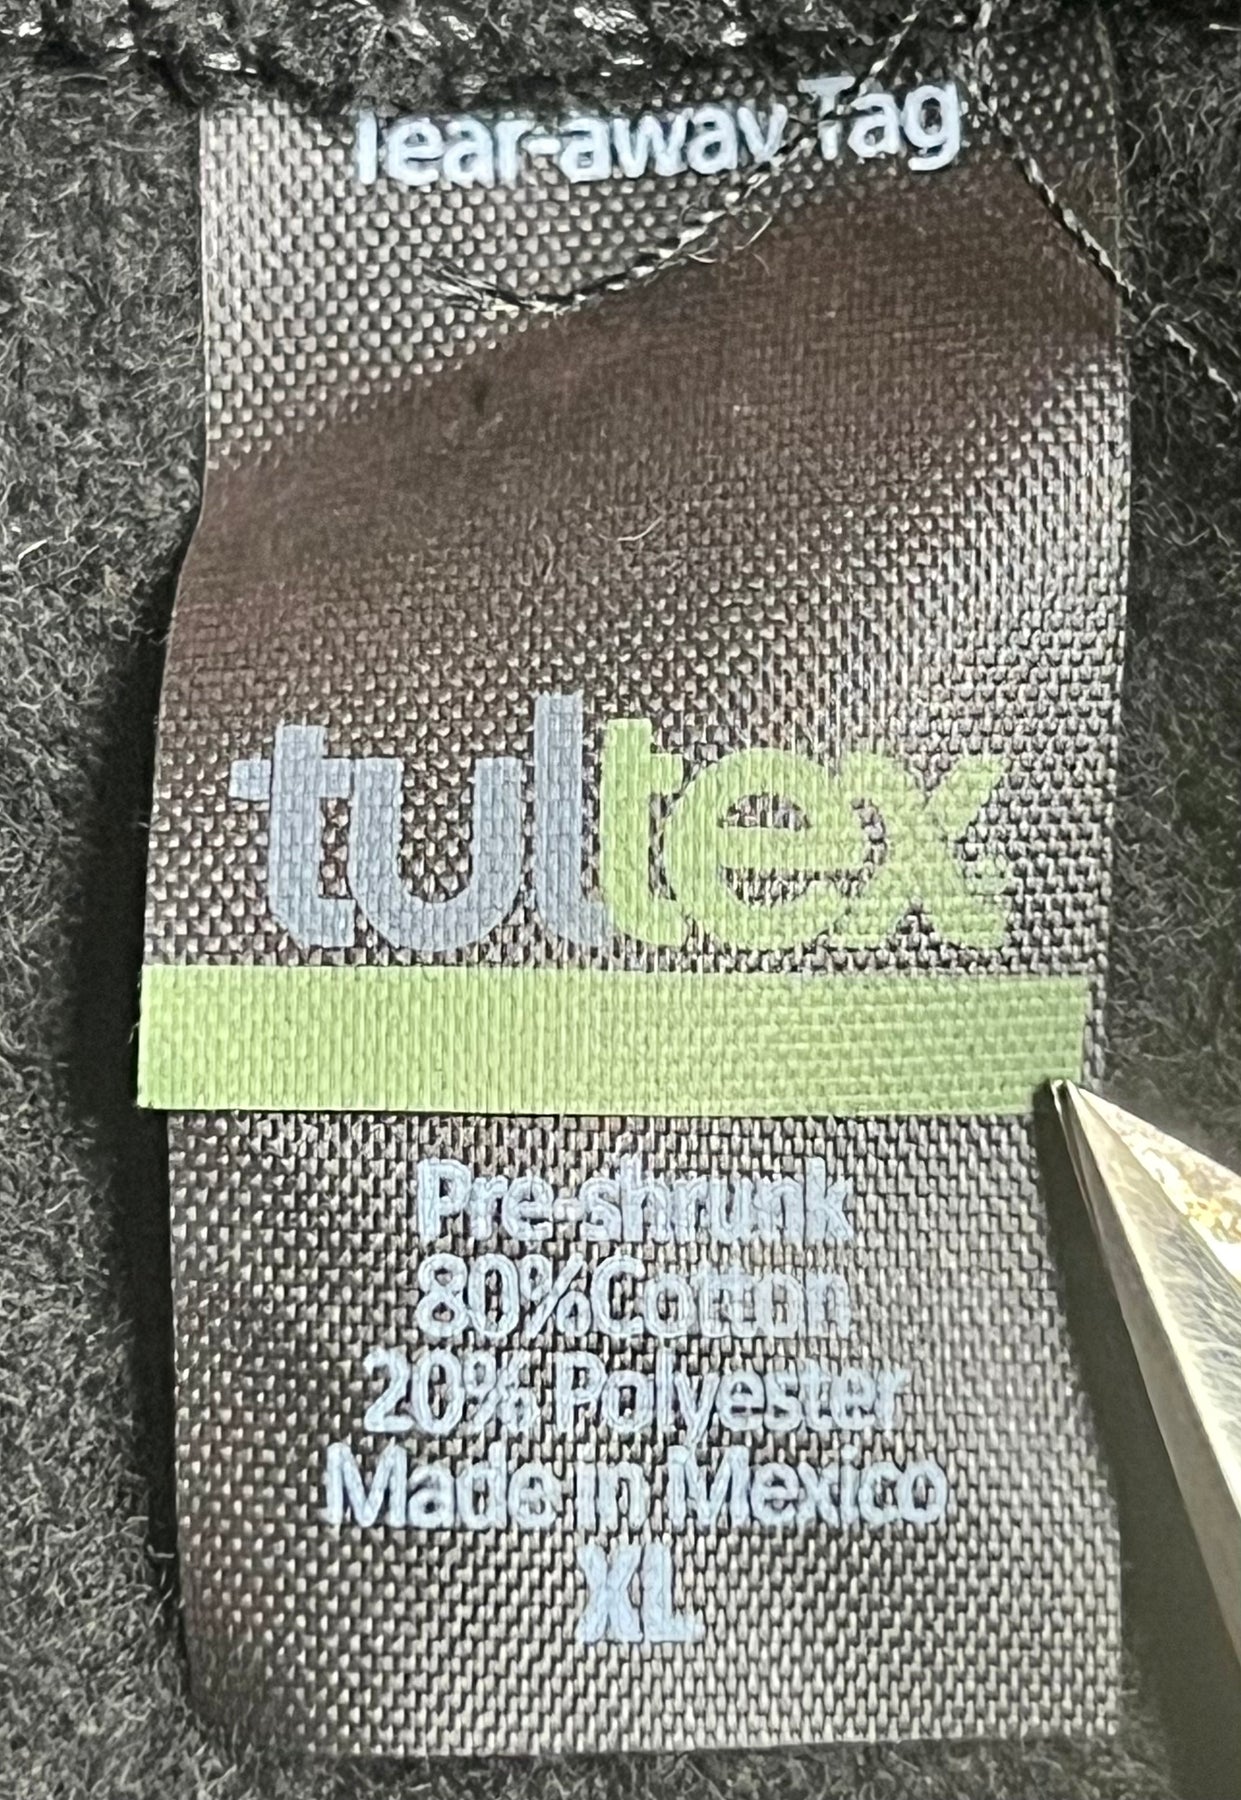 Tear-away Tag
tultex
Pre-shrunk
80% Cotton
20% Polyester
Made in Mexico
XL